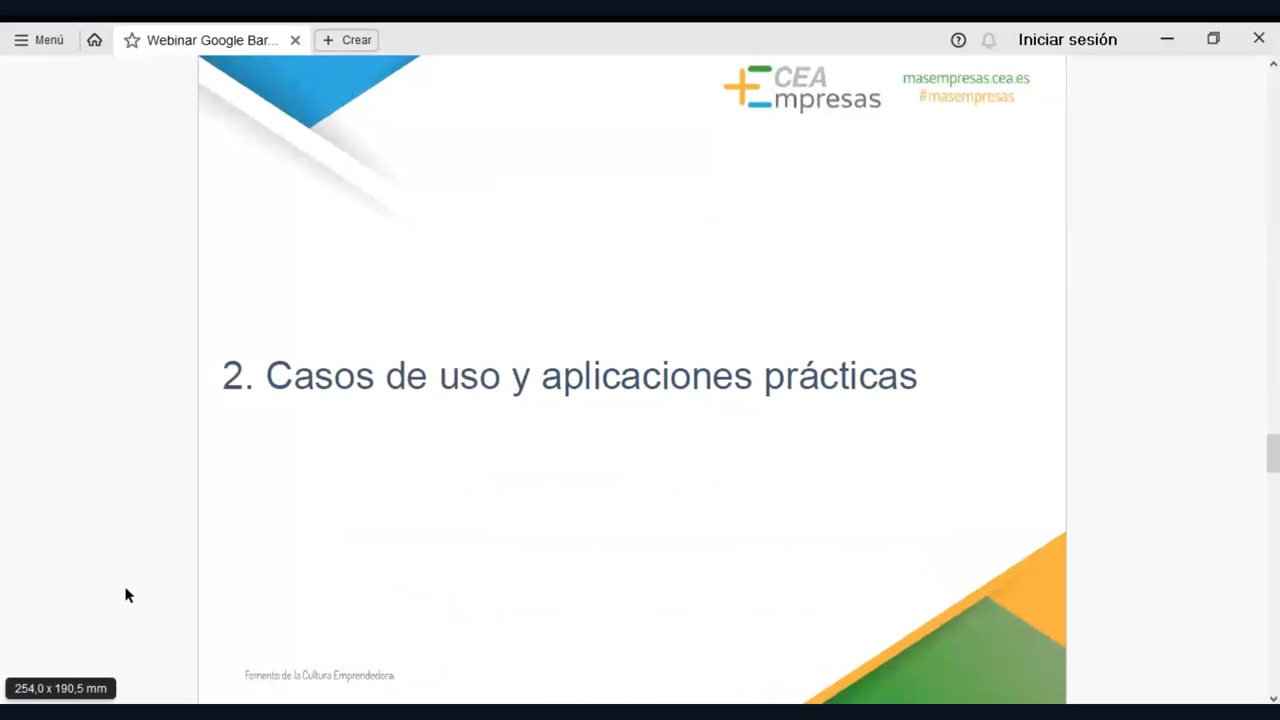 Menú
Webinar Google Bar...
Crear
Iniciar sesión
CEA
Empresas
masempresas.cea.es
#masempresas
2. Casos de uso y aplicaciones prácticas
Fomento de la Cultura Emprendedora
254,0 x 190,5 mm